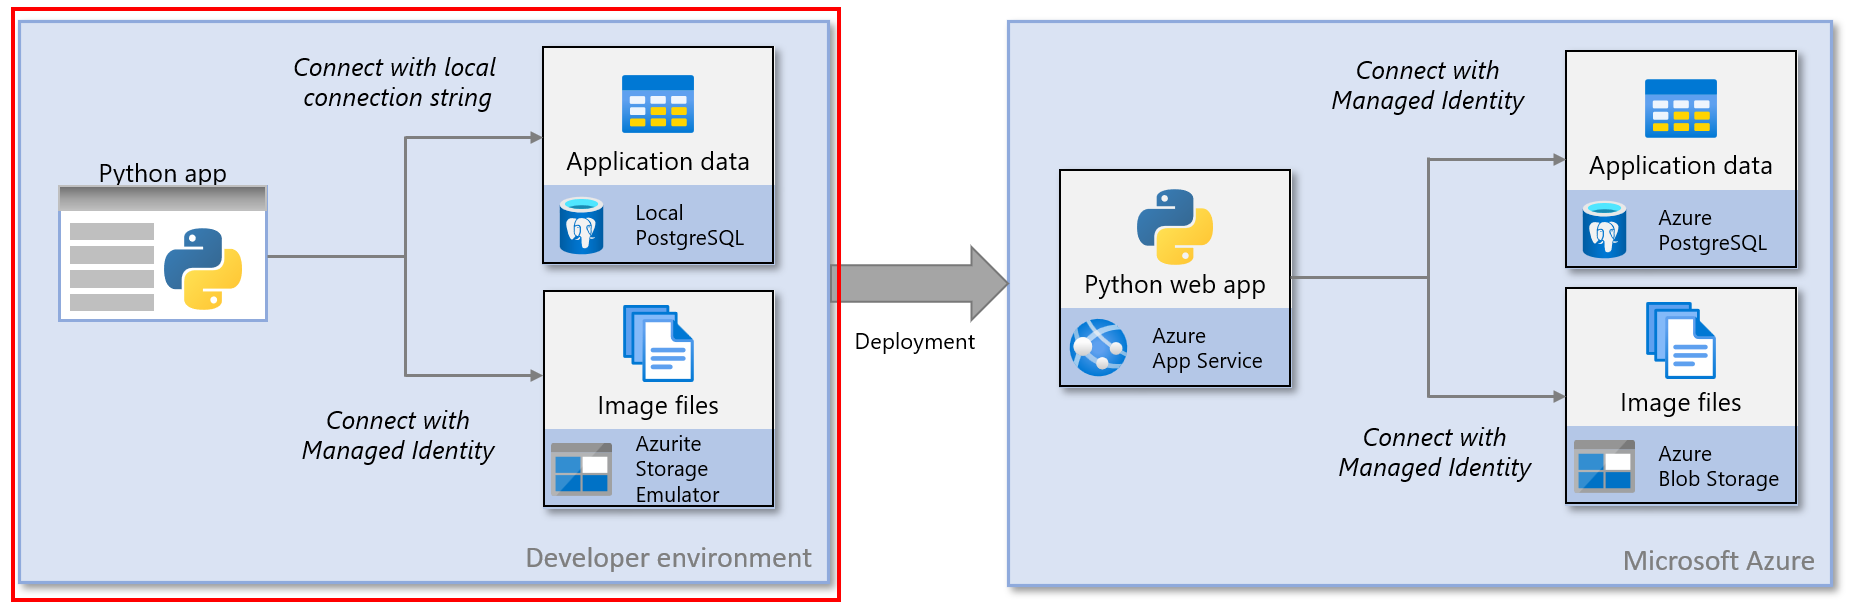 Connect with local
connection string
Python app
Application data
Local
PostgreSQL
Image files
Azurite
Storage
Emulator
Connect with
Managed Identity
Developer environment
Deployment
Python web app
Azure
App Service
Connect with
Managed Identity
Application data
Azure
PostgreSQL
Image files
Azure
Blob Storage
Connect with
Managed Identity
Microsoft Azure